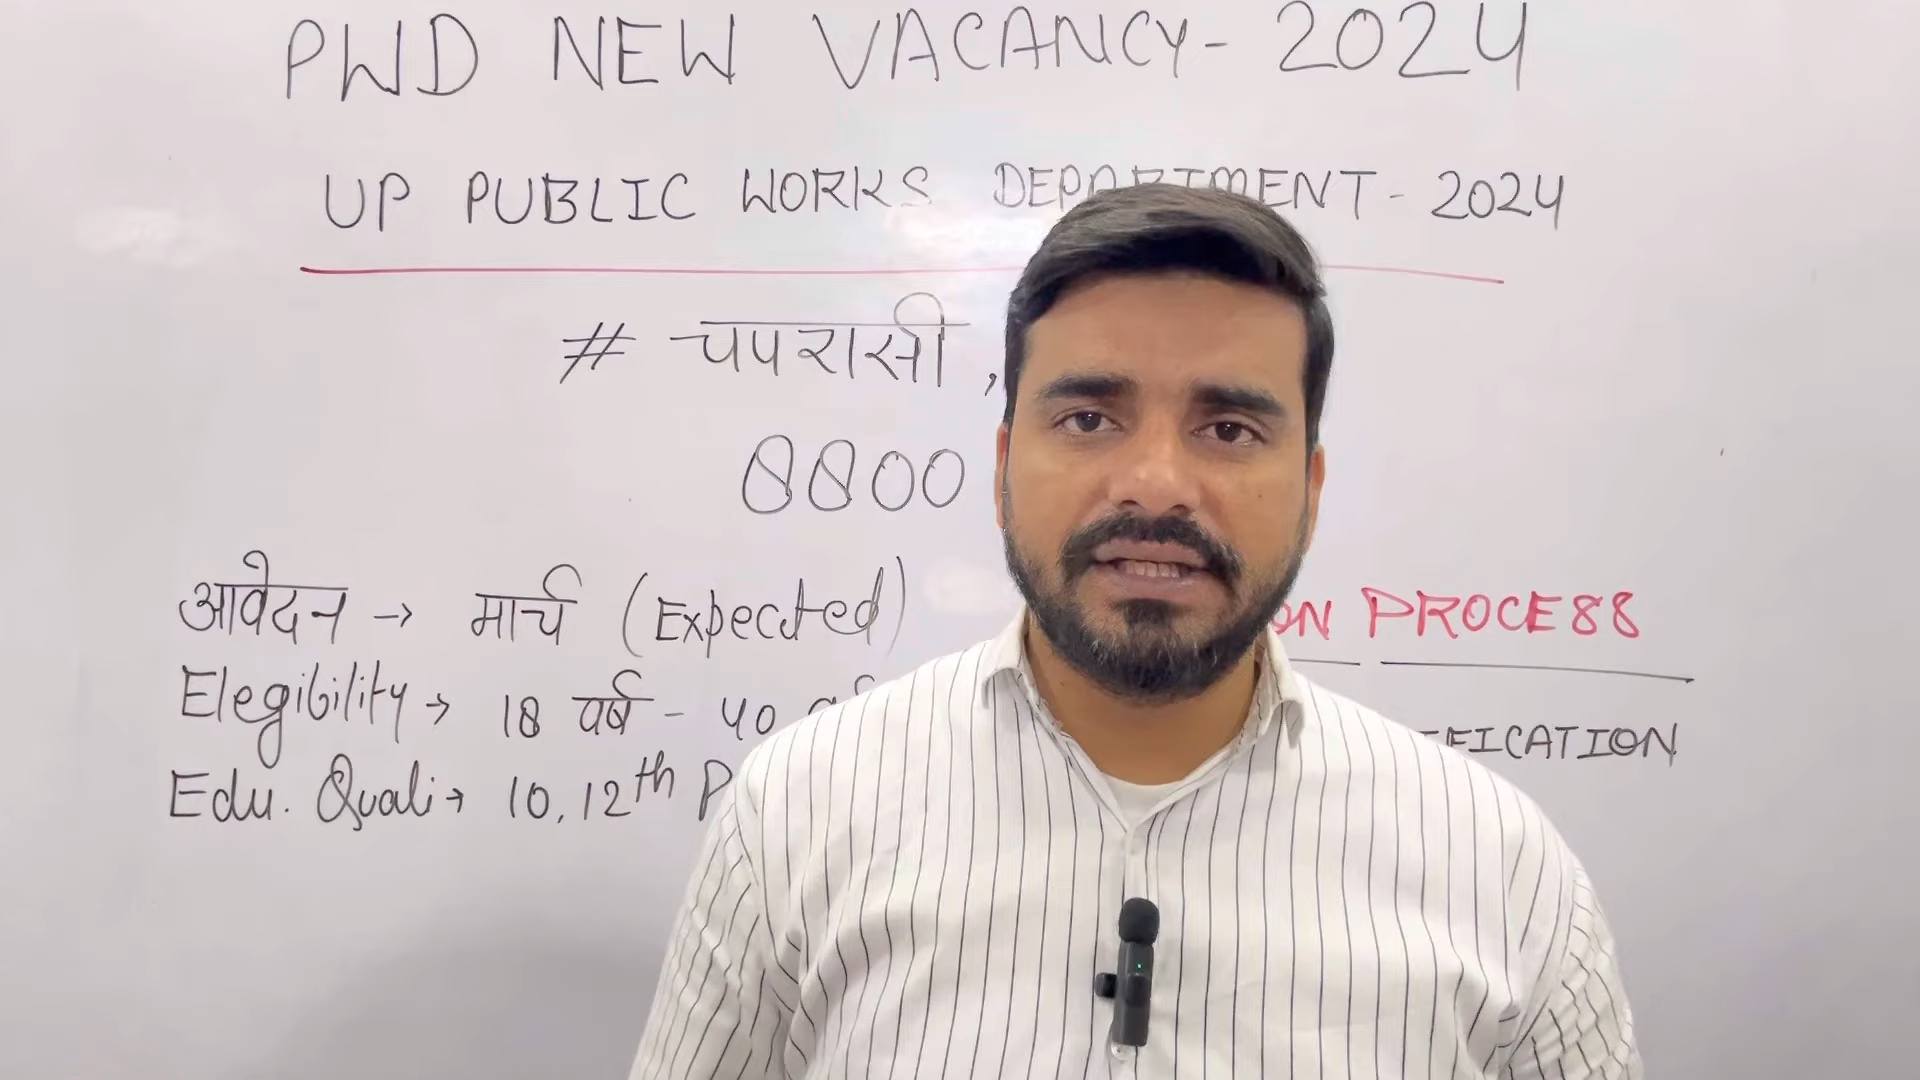 PWD NEW VACANCY - 2024
UP PUBLIC WORKS DEPARTMENT - 2024
# चपरासी ,
8800
आवेदन → मार्च (Expected)
Elegibility → 18 वर्ष - 40
Edu. Quali → 10, 12th P
ON PROCESS
FICATION